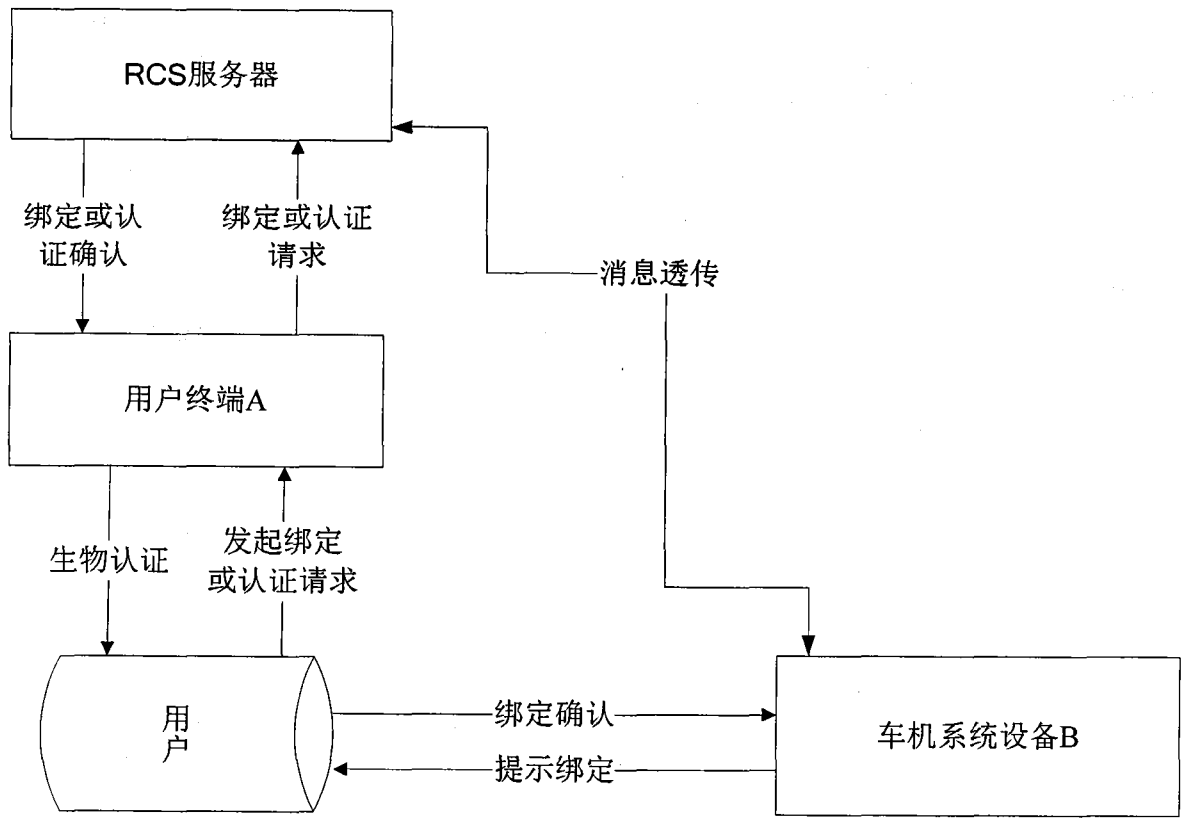 RCS服务器
绑定或认
证确认
绑定或认证
请求
消息透传
用户终端A
生物认证
发起绑定
或认证请求
用
户
绑定确认
提示绑定
车机系统设备B